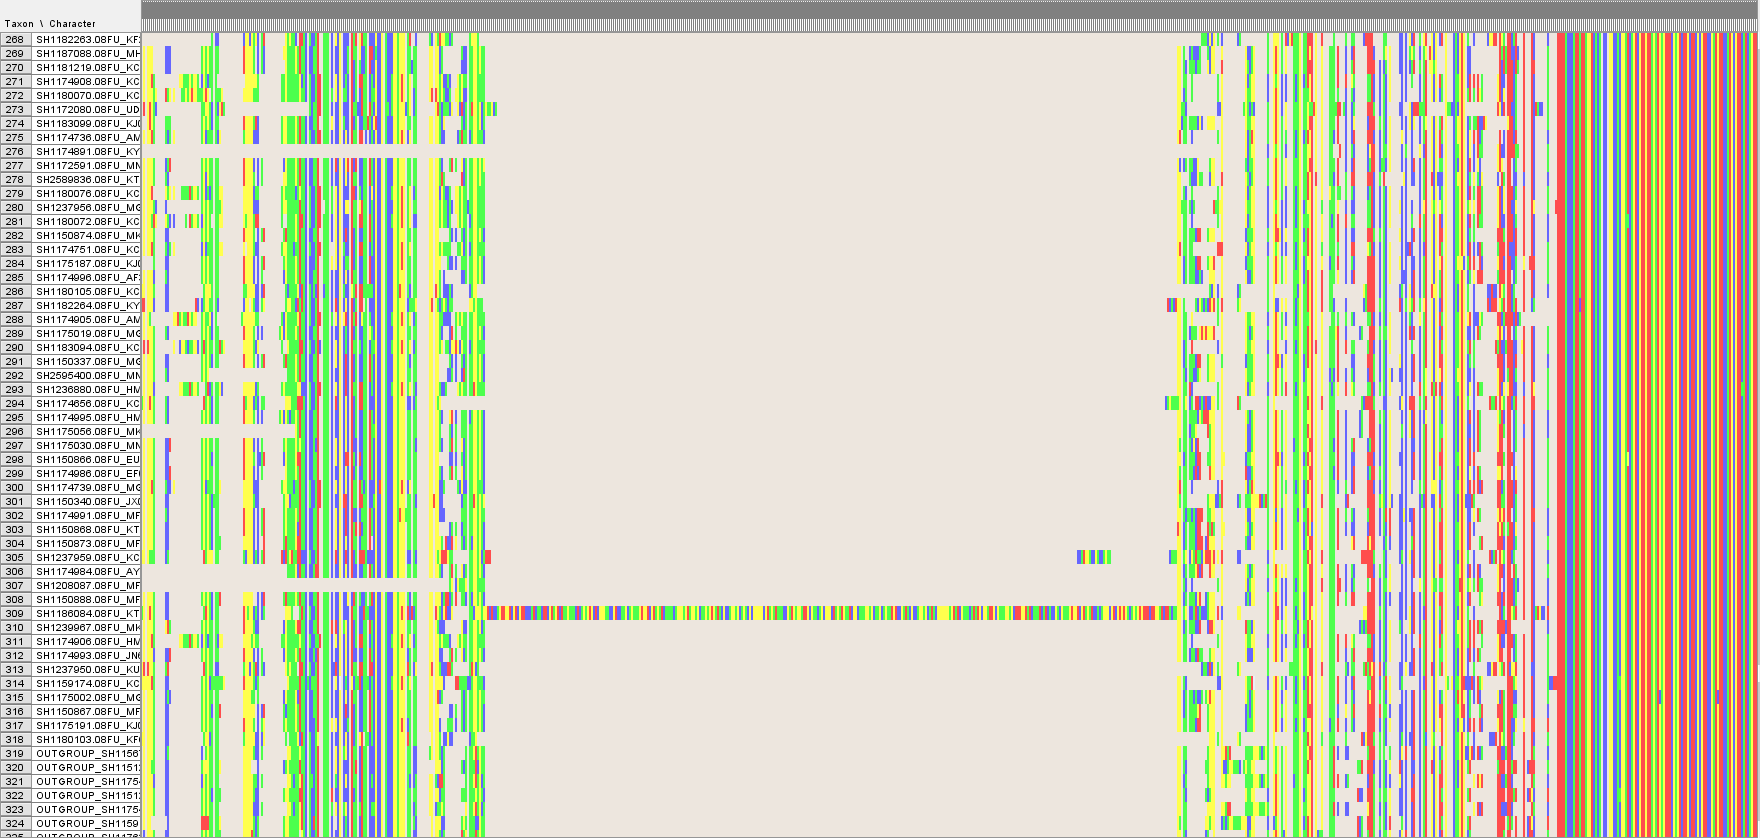 Taxon \ Character
268 SH1182263.08FU_KF
269 SH1187088.08FU_MH
270 SH1181219.08FU_KC
271 SH1174908.08FU_KC
272 SH1180070.08FU_KC
273 SH1172080.08FU_UD
274 SH1183099.08FU_KJ0
275 SH1174736.08FU_AM
276 SH1174891.08FU_KY
277 SH1172591.08FU_MN
278 SH2589836.08FU_KT
279 SH1180076.08FU_KC
280 SH1237956.08FU_MG
281 SH1180072.08FU_KC
282 SH1150874.08FU_MK
283 SH1174751.08FU_KC
284 SH1175187.08FU_KJ0
285 SH1174996.08FU_AF
286 SH1180105.08FU_KC
287 SH1182264.08FU_KY
288 SH1174905.08FU_AM
289 SH1175019.08FU_MG
290 SH1183094.08FU_KC
291 SH1150337.08FU_MG
292 SH2595400.08FU_MN
293 SH1236880.08FU_HM
294 SH1174656.08FU_KC
295 SH1174995.08FU_HM
296 SH1175056.08FU_MK
297 SH1175030.08FU_MN
298 SH1150866.08FU_EU
299 SH1174986.08FU_EF
300 SH1174739.08FU_MG
301 SH1150340.08FU_JX0
302 SH1174991.08FU_MF
303 SH1150868.08FU_KT
304 SH1150873.08FU_MF
305 SH1237959.08FU_KC
306 SH1174984.08FU_AY
307 SH1208087.08FU_MF
308 SH1150888.08FU_MF
309 SH1186084.08FU_KT
310 SH1239967.08FU_MK
311 SH1174906.08FU_HM
312 SH1174993.08FU_JN6
313 SH1237950.08FU_KU
314 SH1159174.08FU_KC
315 SH1175002.08FU_MG
316 SH1150867.08FU_MF
317 SH1175191.08FU_KJ0
318 SH1180103.08FU_KF
319 OUTGROUP_SH1156
320 OUTGROUP_SH1151
321 OUTGROUP_SH1175
322 OUTGROUP_SH1151
323 OUTGROUP_SH1175
324 OUTGROUP_SH1159